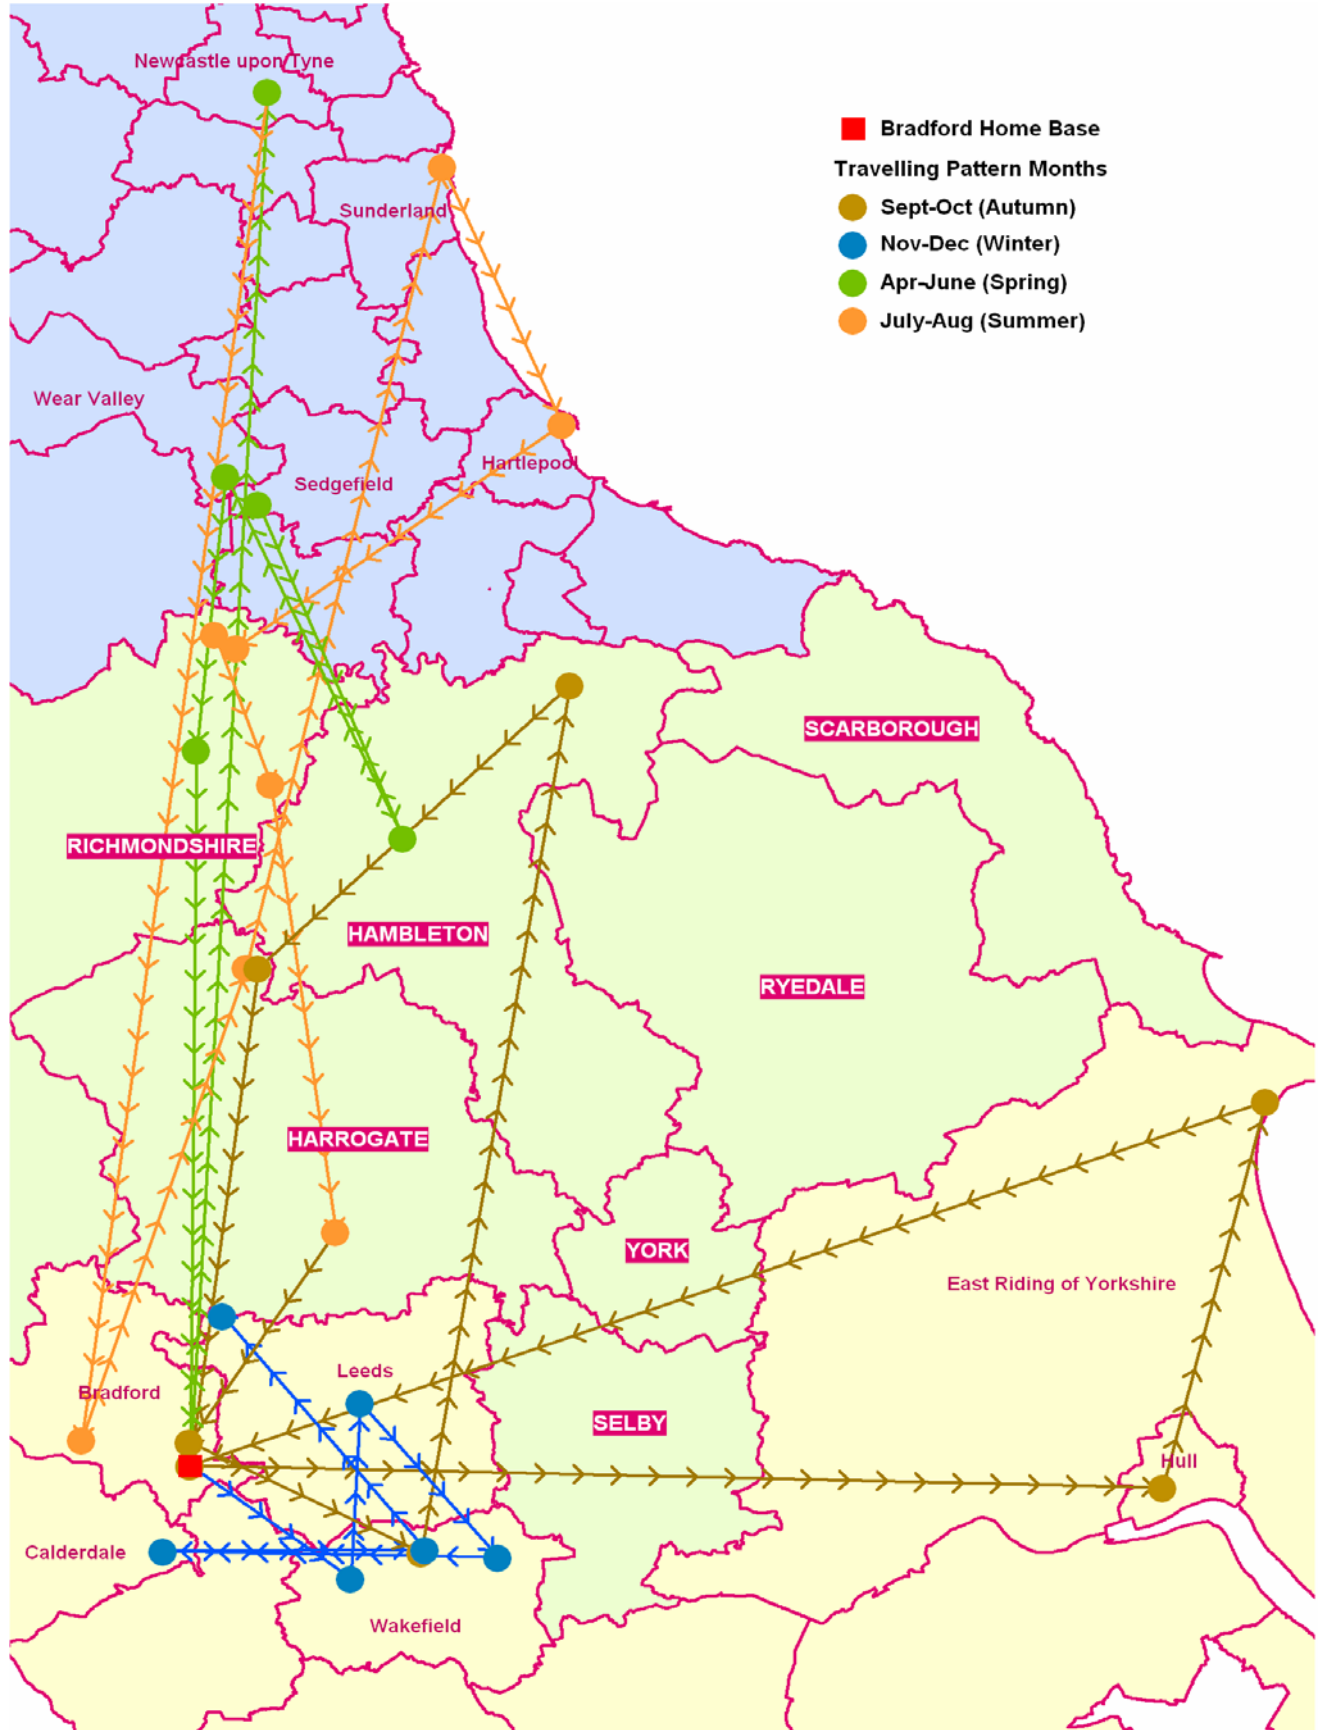 Newcastle upon Tyne
Bradford Home Base
Travelling Pattern Months
Sunderland
Sept-Oct (Autumn)
Nov-Dec (Winter)
Apr-June (Spring)
July-Aug (Summer)
Wear Valley
Hartlepool
Sedgefield
SCARBOROUGH
RICHMONDSHIRE
HAMBLETON
RYEDALE
HARROGATE
YORK
East Riding of Yorkshire
Leeds
Bradford
SELBY
Hull
Calderdale
Wakefield